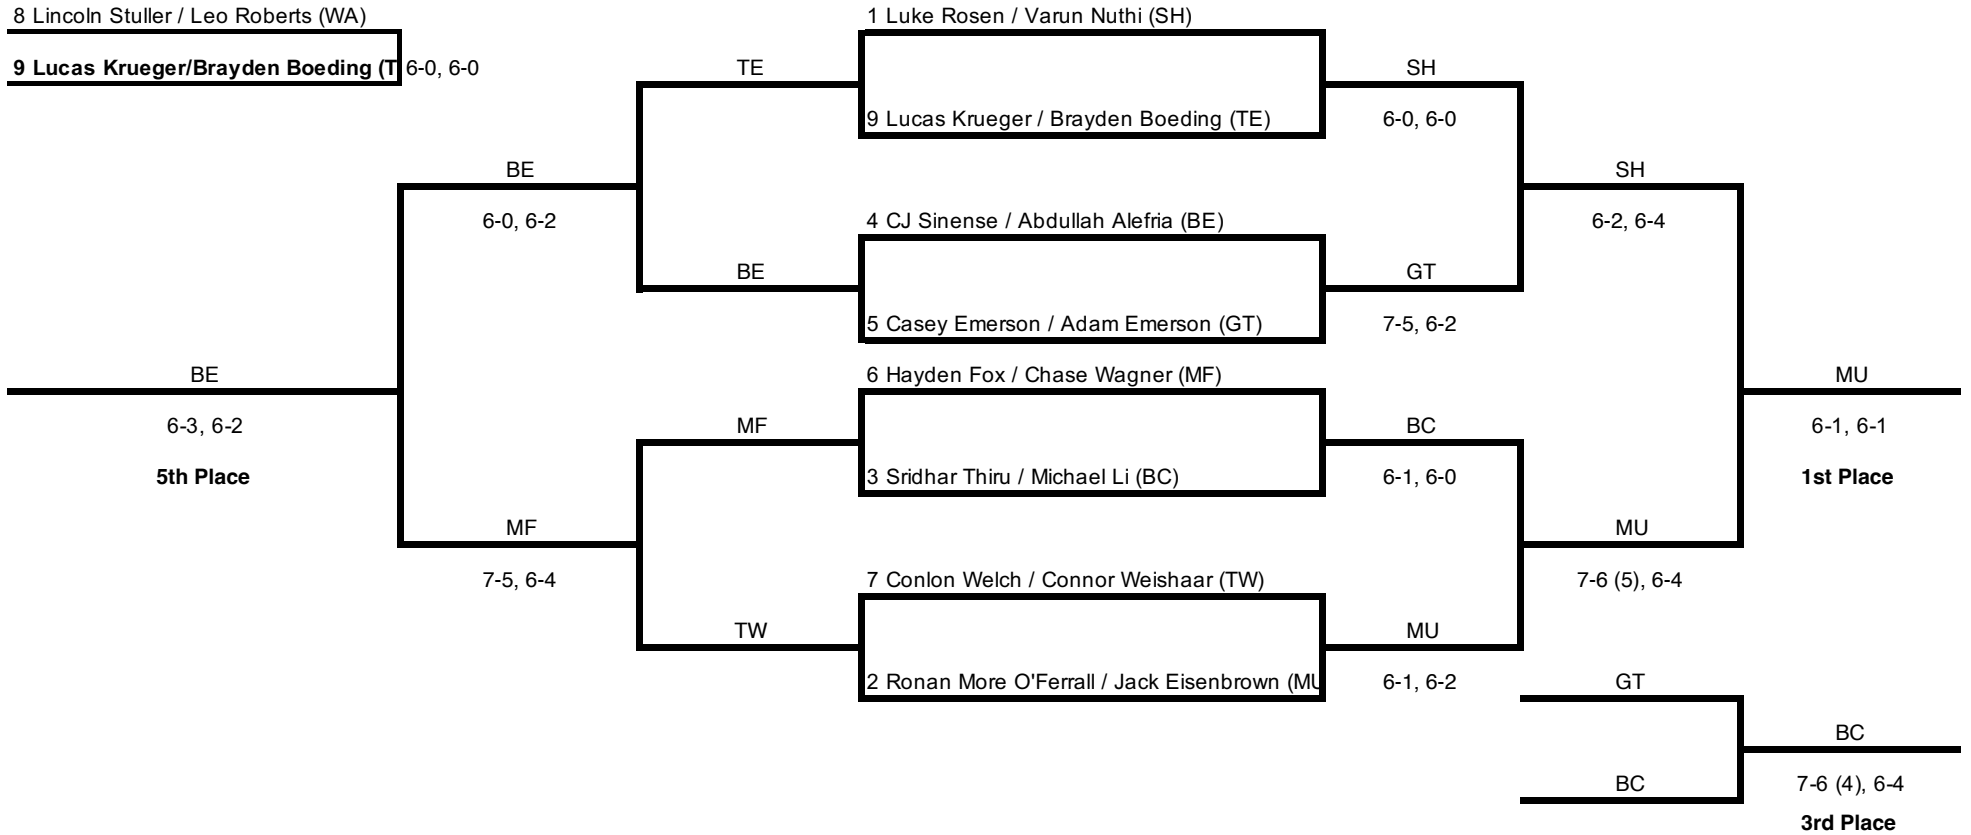 8 Lincoln Stuller / Leo Roberts (WA)
1 Luke Rosen / Varun Nuthi (SH)
9 Lucas Krueger/Brayden Boeding (T 6-0, 6-0
TE
SH
9 Lucas Krueger / Brayden Boeding (TE)
6-0, 6-0
BE
SH
6-0, 6-2
4 CJ Sinense / Abdullah Alefria (BE)
6-2, 6-4
BE
GT
5 Casey Emerson / Adam Emerson (GT)
7-5, 6-2
BE
6 Hayden Fox / Chase Wagner (MF)
MU
6-3, 6-2
MF
BC
6-1, 6-1
5th Place
3 Sridhar Thiru / Michael Li (BC)
6-1, 6-0
1st Place
MF
MU
7-5, 6-4
7 Conlon Welch / Connor Weishaar (TW)
7-6 (5), 6-4
TW
MU
2 Ronan More O'Ferrall / Jack Eisenbrown (MU
6-1, 6-2
GT
BC
BC
7-6 (4), 6-4
3rd Place